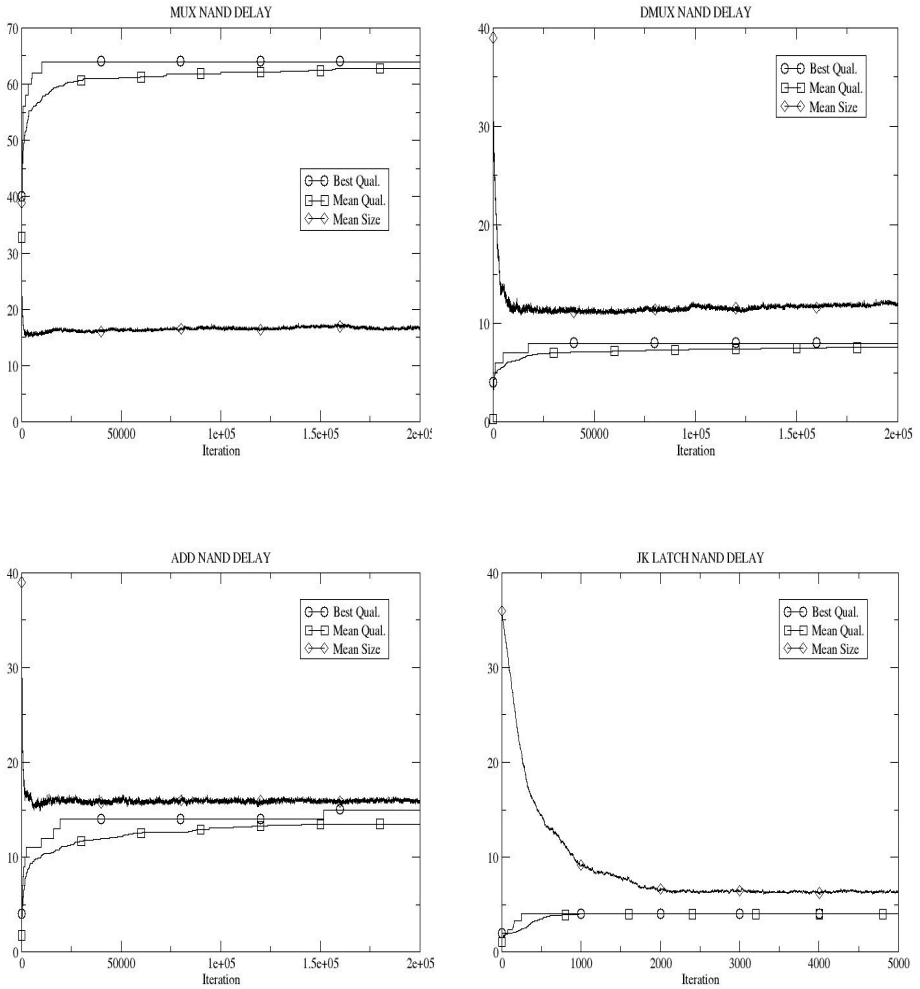 MUX NAND DELAY
70
60
50
40
30
20
10
0
Best Qual.
Mean Qual.
Mean Size
0 50000 1e+05 1.5e+05 2e+0
Iteration
DMUX NAND DELAY
40
30
20
10
0
Best Qual.
Mean Qual.
Mean Size
0 50000 1e+05 1.5e+05 2e+05
Iteration
ADD NAND DELAY
40
30
20
10
0
Best Qual.
Mean Qual.
Mean Size
0 50000 1e+05 1.5e+05 2e+05
Iteration
JK LATCH NAND DELAY
40
30
20
10
0
Best Qual.
Mean Qual.
Mean Size
0 1000 2000 3000 4000 5000
Iteration